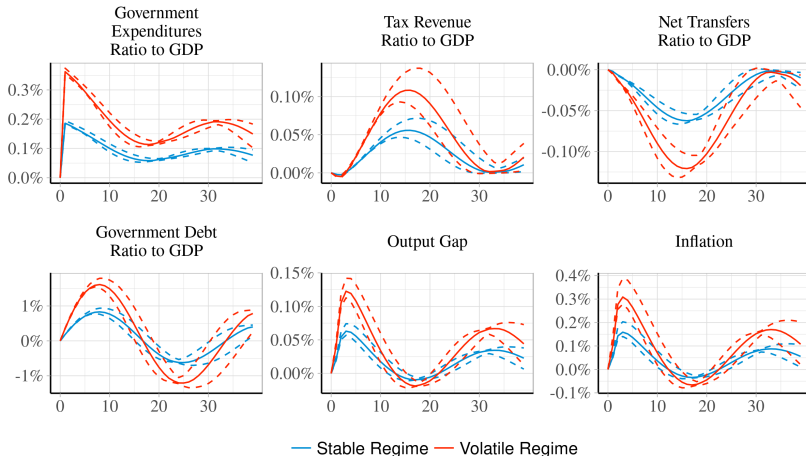 Government
Expenditures
Ratio to GDP
0.3%
0.2%
0.1%
0.0%
0 10 20 30
Tax Revenue
Ratio to GDP
0.10%
0.05%
0.00%
0 10 20 30
Net Transfers
Ratio to GDP
0.00%
-0.05%
-0.10%
0 10 20 30
Government Debt
Ratio to GDP
1%
0%
-1%
0 10 20 30
Output Gap
0.15%
0.10%
0.05%
0.00%
0 10 20 30
Inflation
0.4%
0.3%
0.2%
0.1%
0.0%
-0.1%
0 10 20 30
Stable Regime Volatile Regime